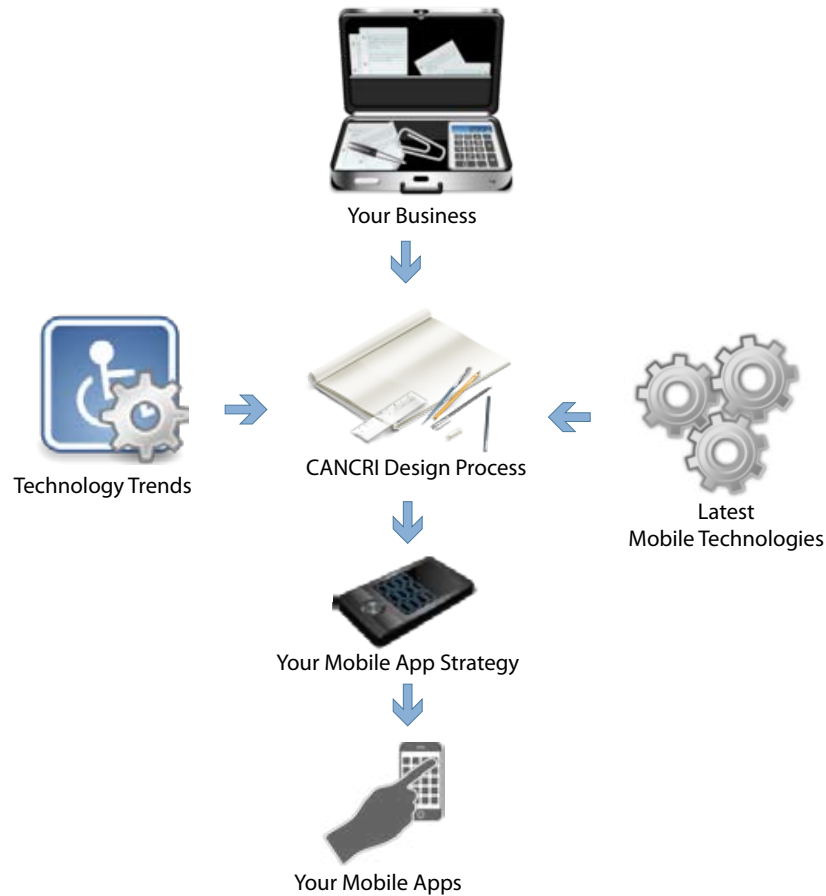 Your Business
Technology Trends
CANCRI Design Process
Latest
Mobile Technologies
Your Mobile App Strategy
Your Mobile Apps